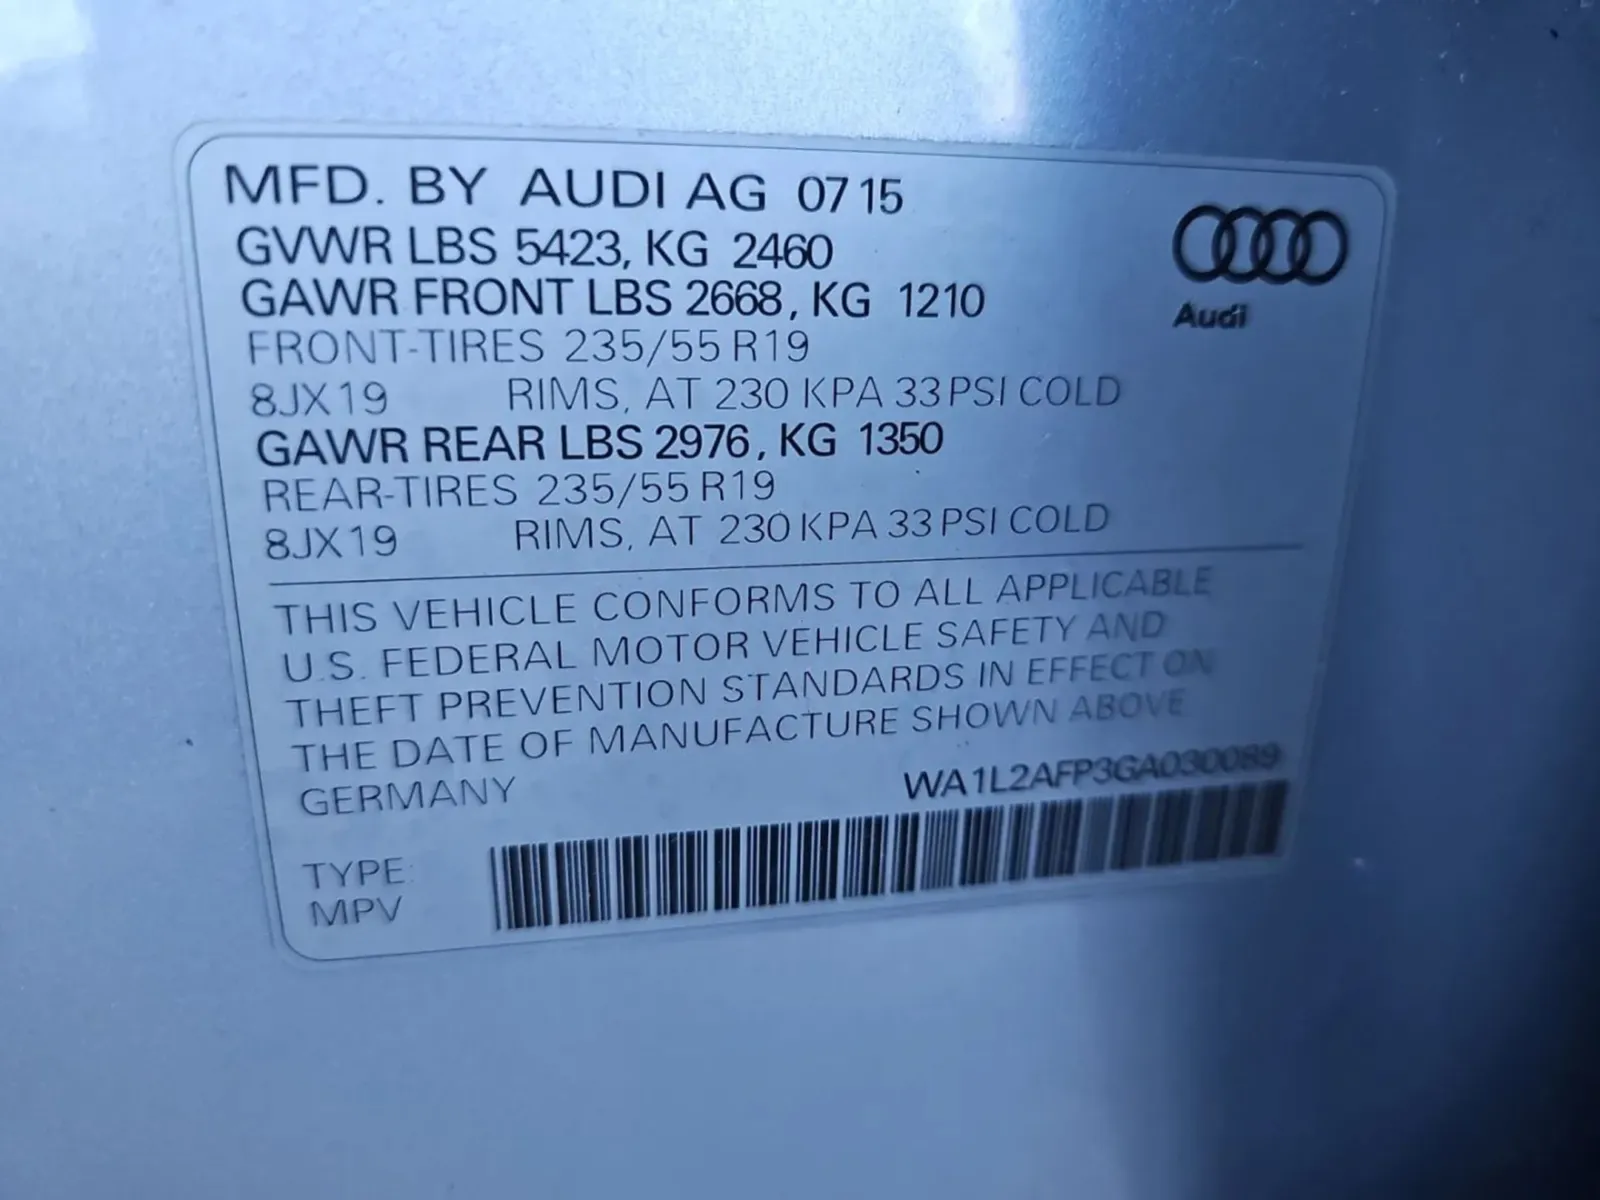 MFD. BY AUDI AG 07 15
GVWR LBS 5423, KG 2460
GAWR FRONT LBS 2668, KG 1210
FRONT-TIRES 235/55 R19
8JX19 RIMS, AT 230 KPA 33 PSI COLD
GAWR REAR LBS 2976, KG 1350
REAR-TIRES 235/55 R19
8JX19 RIMS, AT 230 KPA 33 PSI COLD
Audi
THIS VEHICLE CONFORMS TO ALL APPLICABLE
U.S. FEDERAL MOTOR VEHICLE SAFETY AND
THEFT PREVENTION STANDARDS IN EFFECT ON
THE DATE OF MANUFACTURE SHOWN ABOVE
GERMANY WA1L2AFP3GA030089
TYPE:
MPV